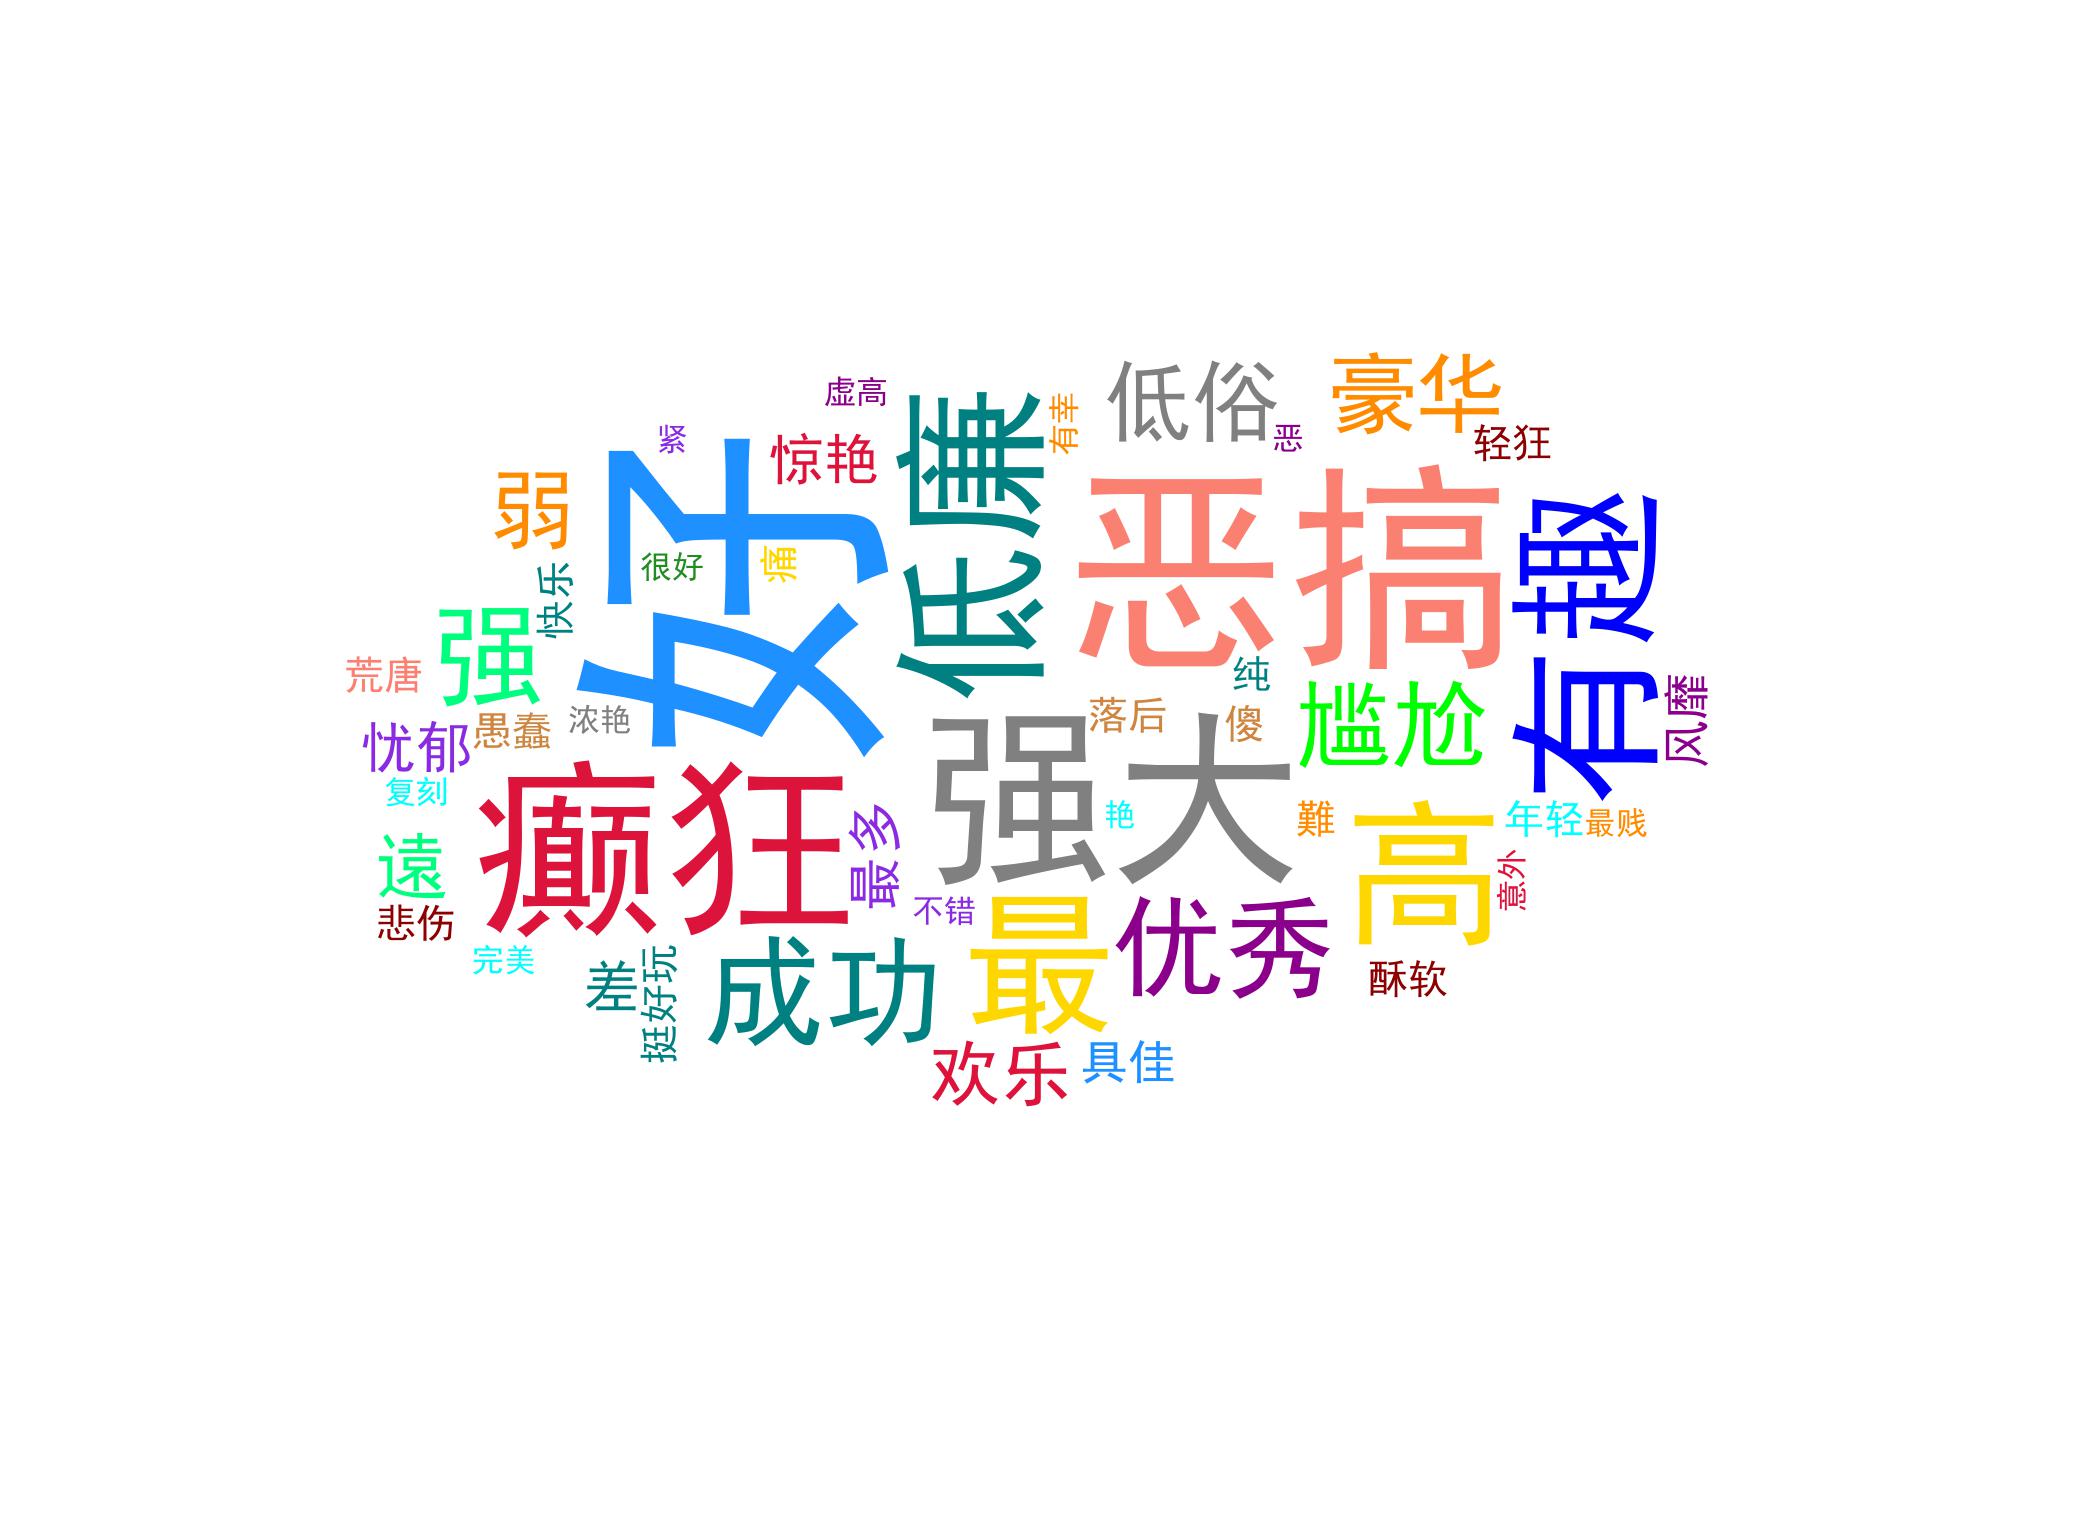 低俗
豪华
虚高
有幸
紧
恶
轻狂
惊艳
低廉
弱
好
恶搞
有趣
很好
痛
快乐
强
荒唐
纯
风靡
忧郁
愚蠢
浓艳
落后
傻
尴尬
复刻
癫狂
强大
最多
艳
難
高
年轻
最贱
遠
意外
悲伤
不错
最
优秀
完美
差
挺好玩
成功
酥软
欢乐
具佳